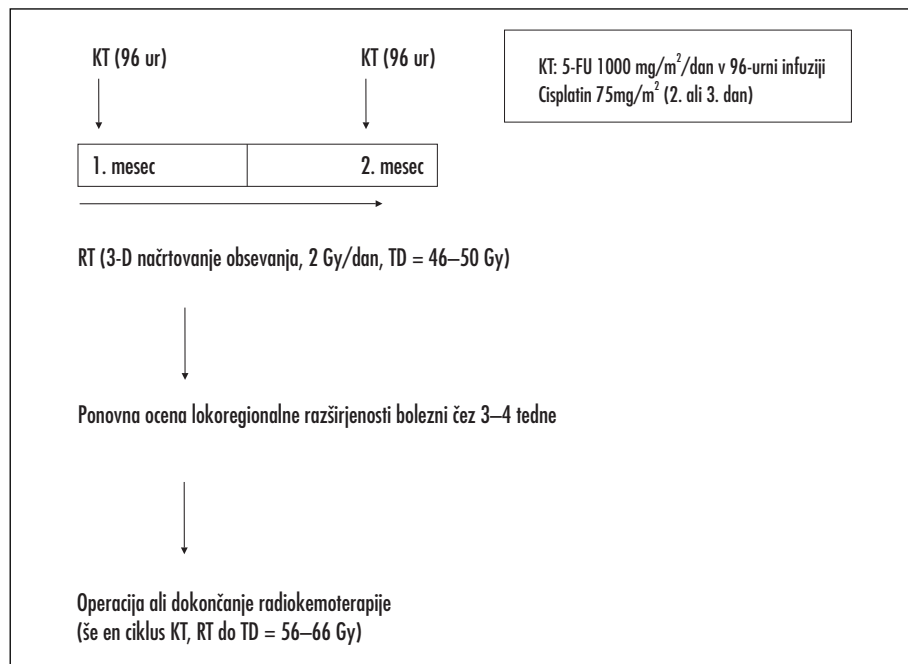 KT (96 ur) KT (96 ur)
KT: 5-FU 1000 mg/m²/dan v 96-urni infuziji
Cisplatin 75mg/m² (2. ali 3. dan)
1. mesec 2. mesec
RT (3-D načrtovanje obsevanja, 2 Gy/dan, TD = 46–50 Gy)
Ponovna ocena lokoregionalne razširjenosti bolezni čez 3–4 tedne
Operacija ali dokončanje radiokemoterapije
(še en ciklus KT, RT do TD = 56–66 Gy)